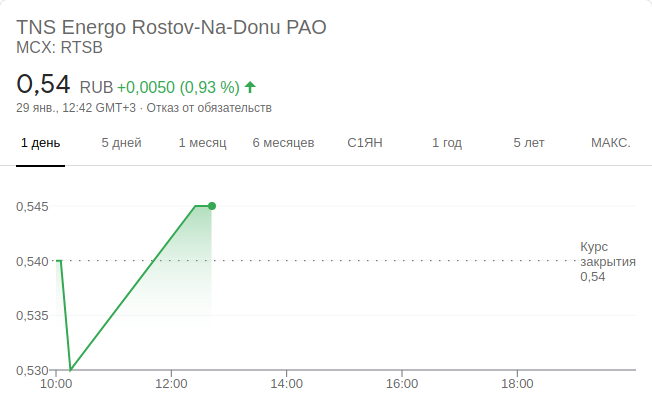 TNS Energo Rostov-Na-Donu PAO
MCX: RTSB
0,54 RUB +0,0050 (0,93 %)
29 янв., 12:42 GMT+3 · Отказ от обязательств
1 день 5 дней 1 месяц 6 месяцев С1ЯН 1 год 5 лет МАКС.
0,545
Курс
0,540 закрытия
0,54
0,535
0,530
10:00 12:00 14:00 16:00 18:00